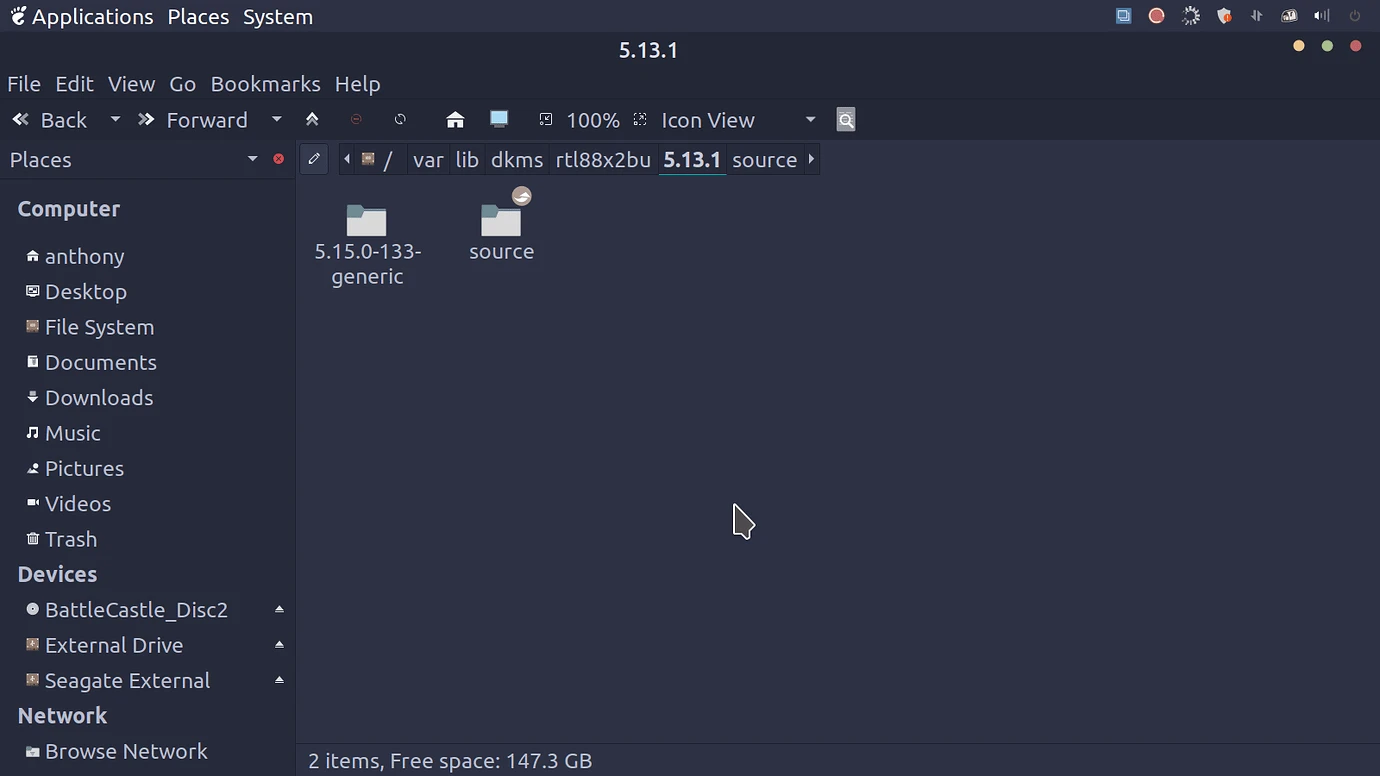 Applications Places System
5.13.1
File Edit View Go Bookmarks Help
Back Forward 100% Icon View
Places / var lib dkms rtl88x2bu 5.13.1 source
Computer
anthony
Desktop
File System
Documents
Downloads
Music
Pictures
Videos
Trash
Devices
BattleCastle_Disc2
External Drive
Seagate External
Network
Browse Network
5.15.0-133-
generic
source
2 items, Free space: 147.3 GB